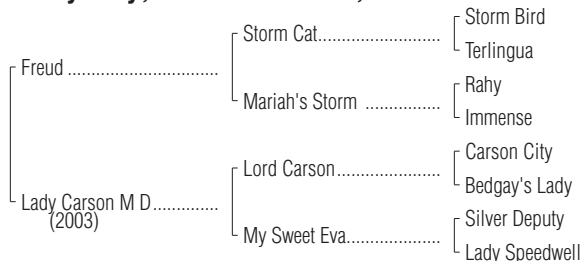 Storm Bird
Storm Cat..........................
Terlingua
Freud ................................
Rahy
Mariah's Storm ................
Immense
Carson City
Lord Carson......................
Bedgay's Lady
Lady Carson M D..............
(2003)
Silver Deputy
My Sweet Eva....................
Lady Speedwell